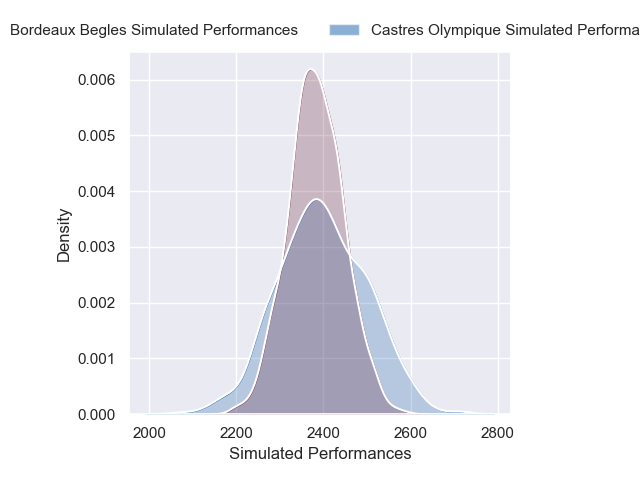 Bordeaux Begles Simulated Performances
Castres Olympique Simulated Performa
0.006
0.005
0.004
0.003
0.002
0.001
0.000
Density
2000 2200 2400 2600 2800
Simulated Performances